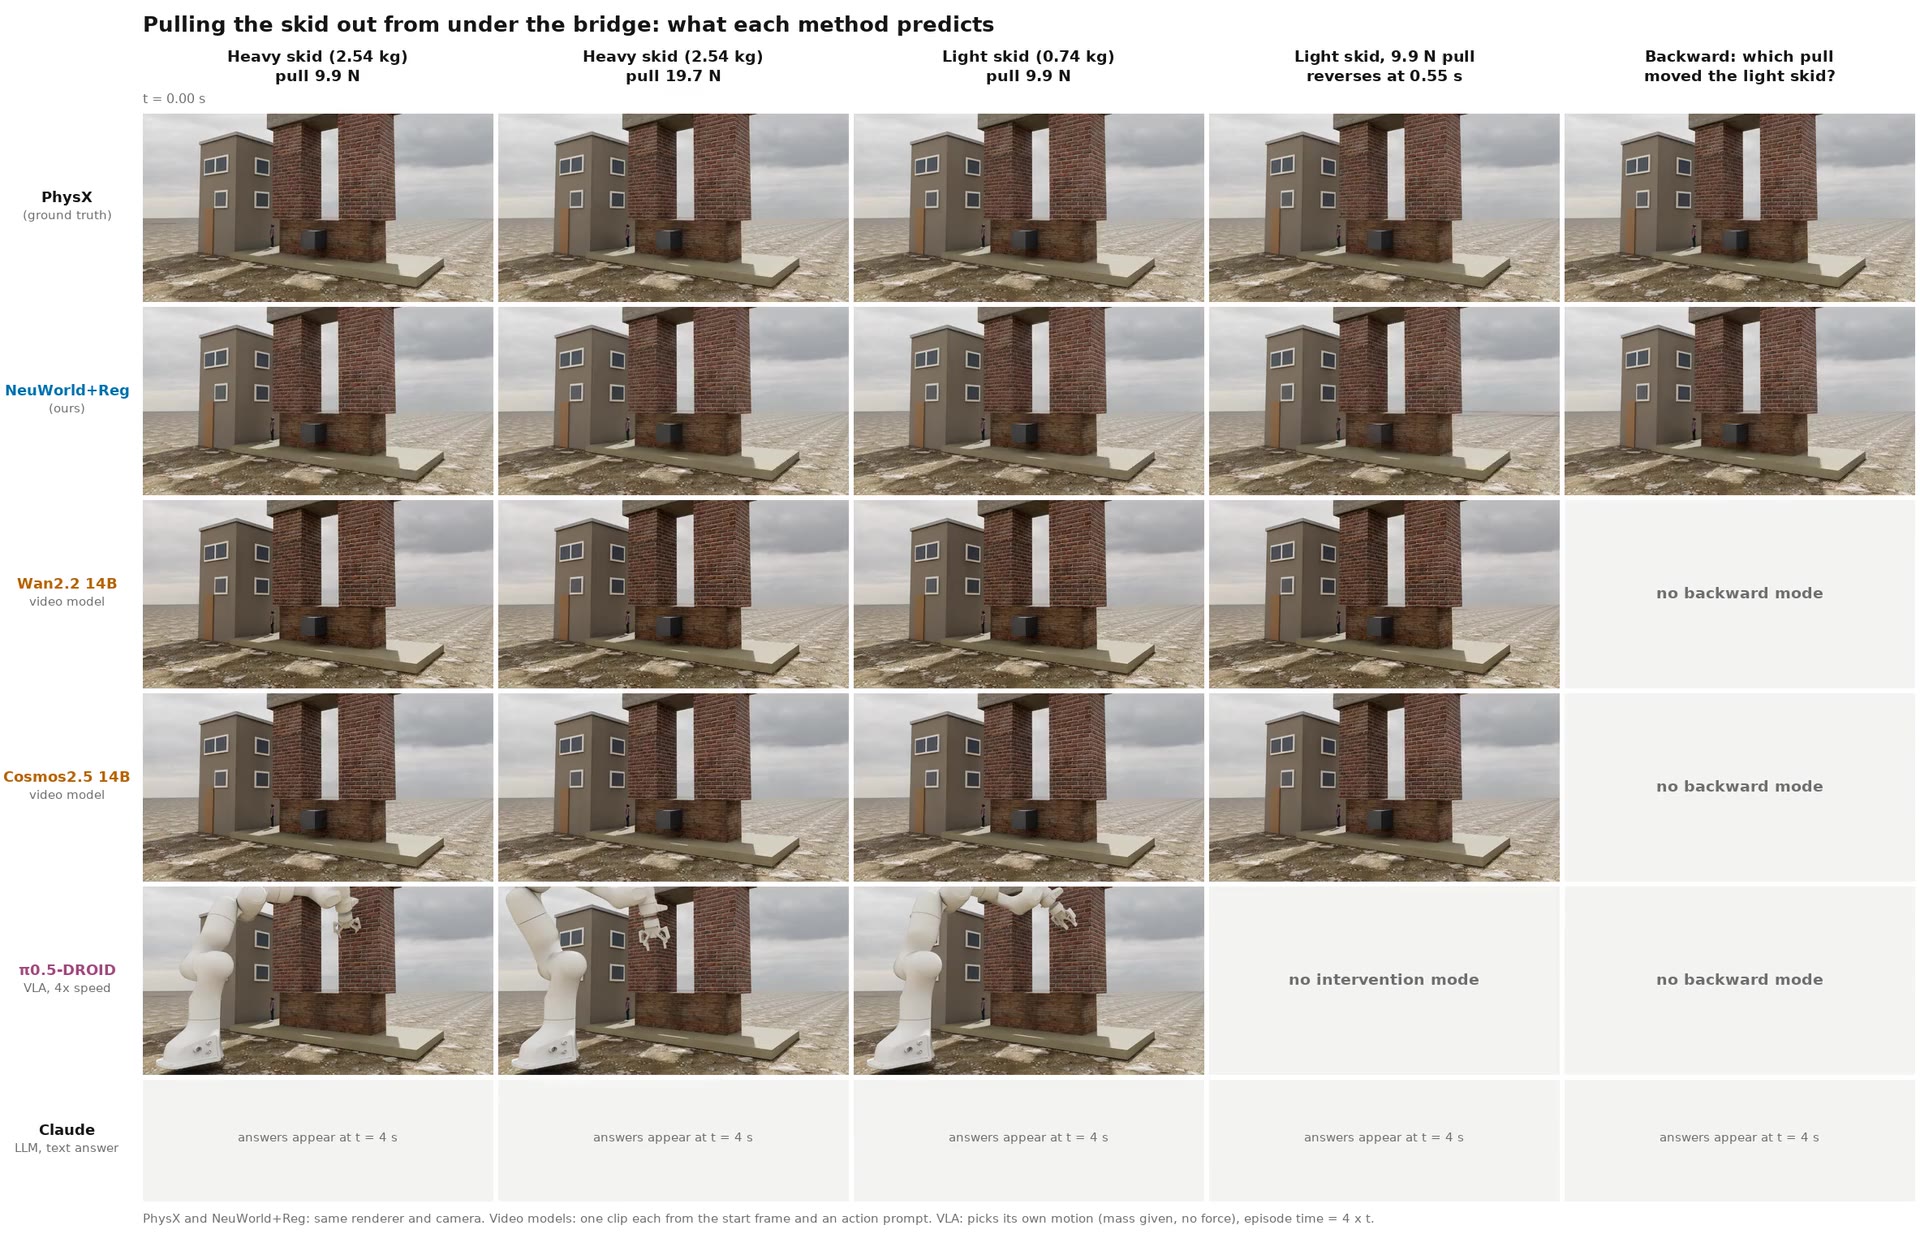 Pulling the skid out from under the bridge: what each method predicts
Heavy skid (2.54 kg)
pull 9.9 N
Heavy skid (2.54 kg)
pull 19.7 N
Light skid (0.74 kg)
pull 9.9 N
Light skid, 9.9 N pull
reverses at 0.55 s
Backward: which pull
moved the light skid?
t = 0.00 s
PhysX
(ground truth)
NeuWorld+Reg
(ours)
Wan2.2 14B
video model
no backward mode
Cosmos2.5 14B
video model
no backward mode
π0.5-DROID
VLA, 4x speed
no intervention mode
no backward mode
Claude
LLM, text answer
answers appear at t = 4 s
answers appear at t = 4 s
answers appear at t = 4 s
answers appear at t = 4 s
answers appear at t = 4 s
PhysX and NeuWorld+Reg: same renderer and camera. Video models: one clip each from the start frame and an action prompt. VLA: picks its own motion (mass given, no force), episode time = 4 x t.